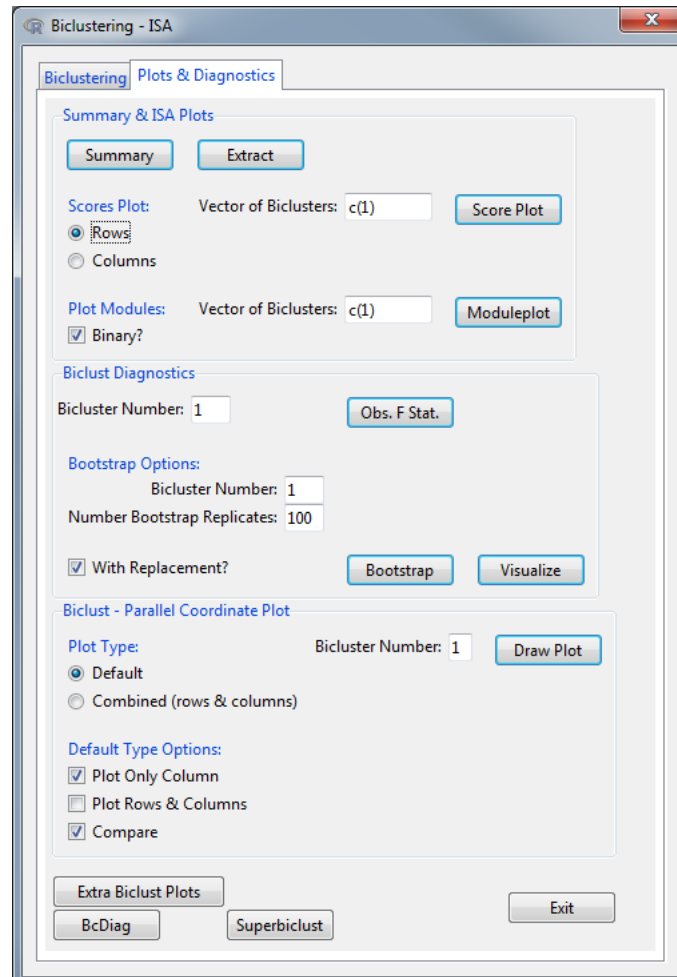 Biclustering - ISA
Biclustering Plots & Diagnostics
Summary & ISA Plots
Summary Extract
Scores Plot: Vector of Biclusters: c(1) Score Plot
Rows
Columns
Plot Modules: Vector of Biclusters: c(1) Moduleplot
Binary?
Biclust Diagnostics
Bicluster Number: 1 Obs. F Stat.
Bootstrap Options:
Bicluster Number: 1
Number Bootstrap Replicates: 100
With Replacement? Bootstrap Visualize
Biclust - Parallel Coordinate Plot
Plot Type: Bicluster Number: 1 Draw Plot
Default
Combined (rows & columns)
Default Type Options:
Plot Only Column
Plot Rows & Columns
Compare
Extra Biclust Plots
Exit
BcDiag Superbiclust